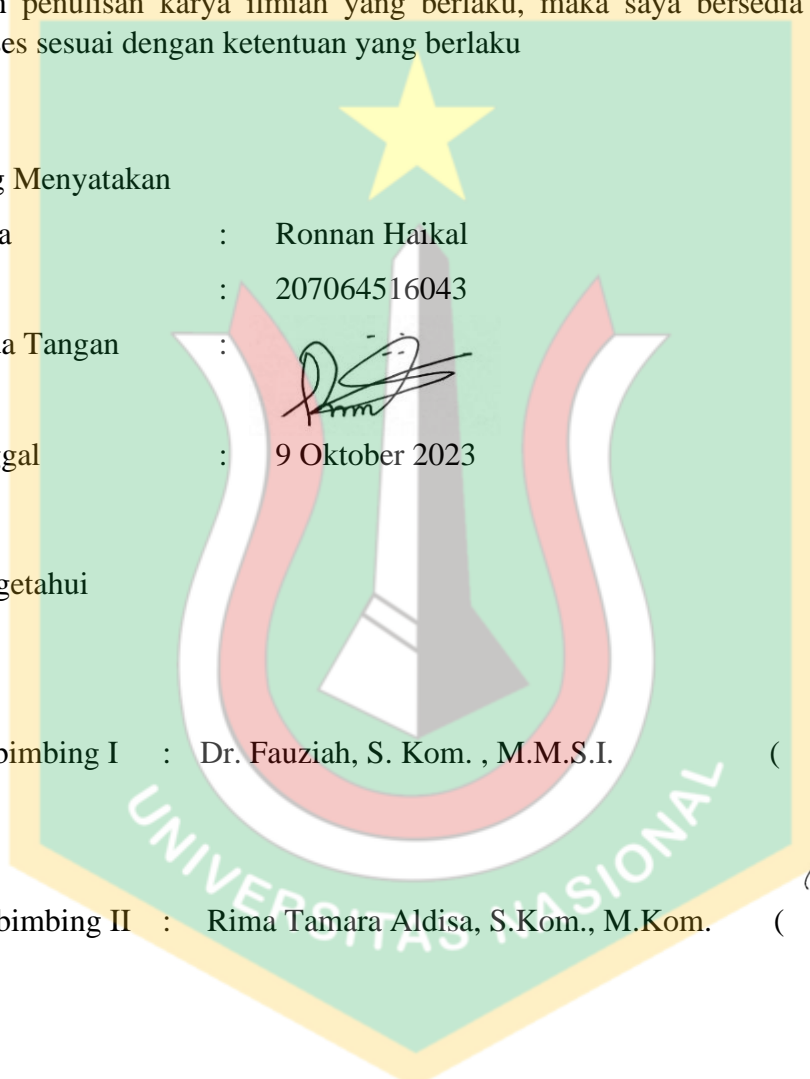 penulisan karya ilmiah yang berlaku, maka saya bersedia
es sesuai dengan ketentuan yang berlaku
g Menyatakan
a : Ronnan Haikal
: 207064516043
a Tangan :
ggal : 9 Oktober 2023
getahui
bimbing I : Dr. Fauziah, S. Kom. , M.M.S.I. (
bimbing II : Rima Tamara Aldisa, S.Kom., M.Kom. (
UNIVERSITAS NASIONAL